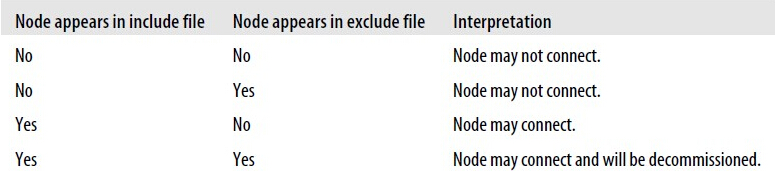 Node appears in include file Node appears in exclude file Interpretation
No No Node may not connect.
No Yes Node may not connect.
Yes No Node may connect.
Yes Yes Node may connect and will be decommissioned.